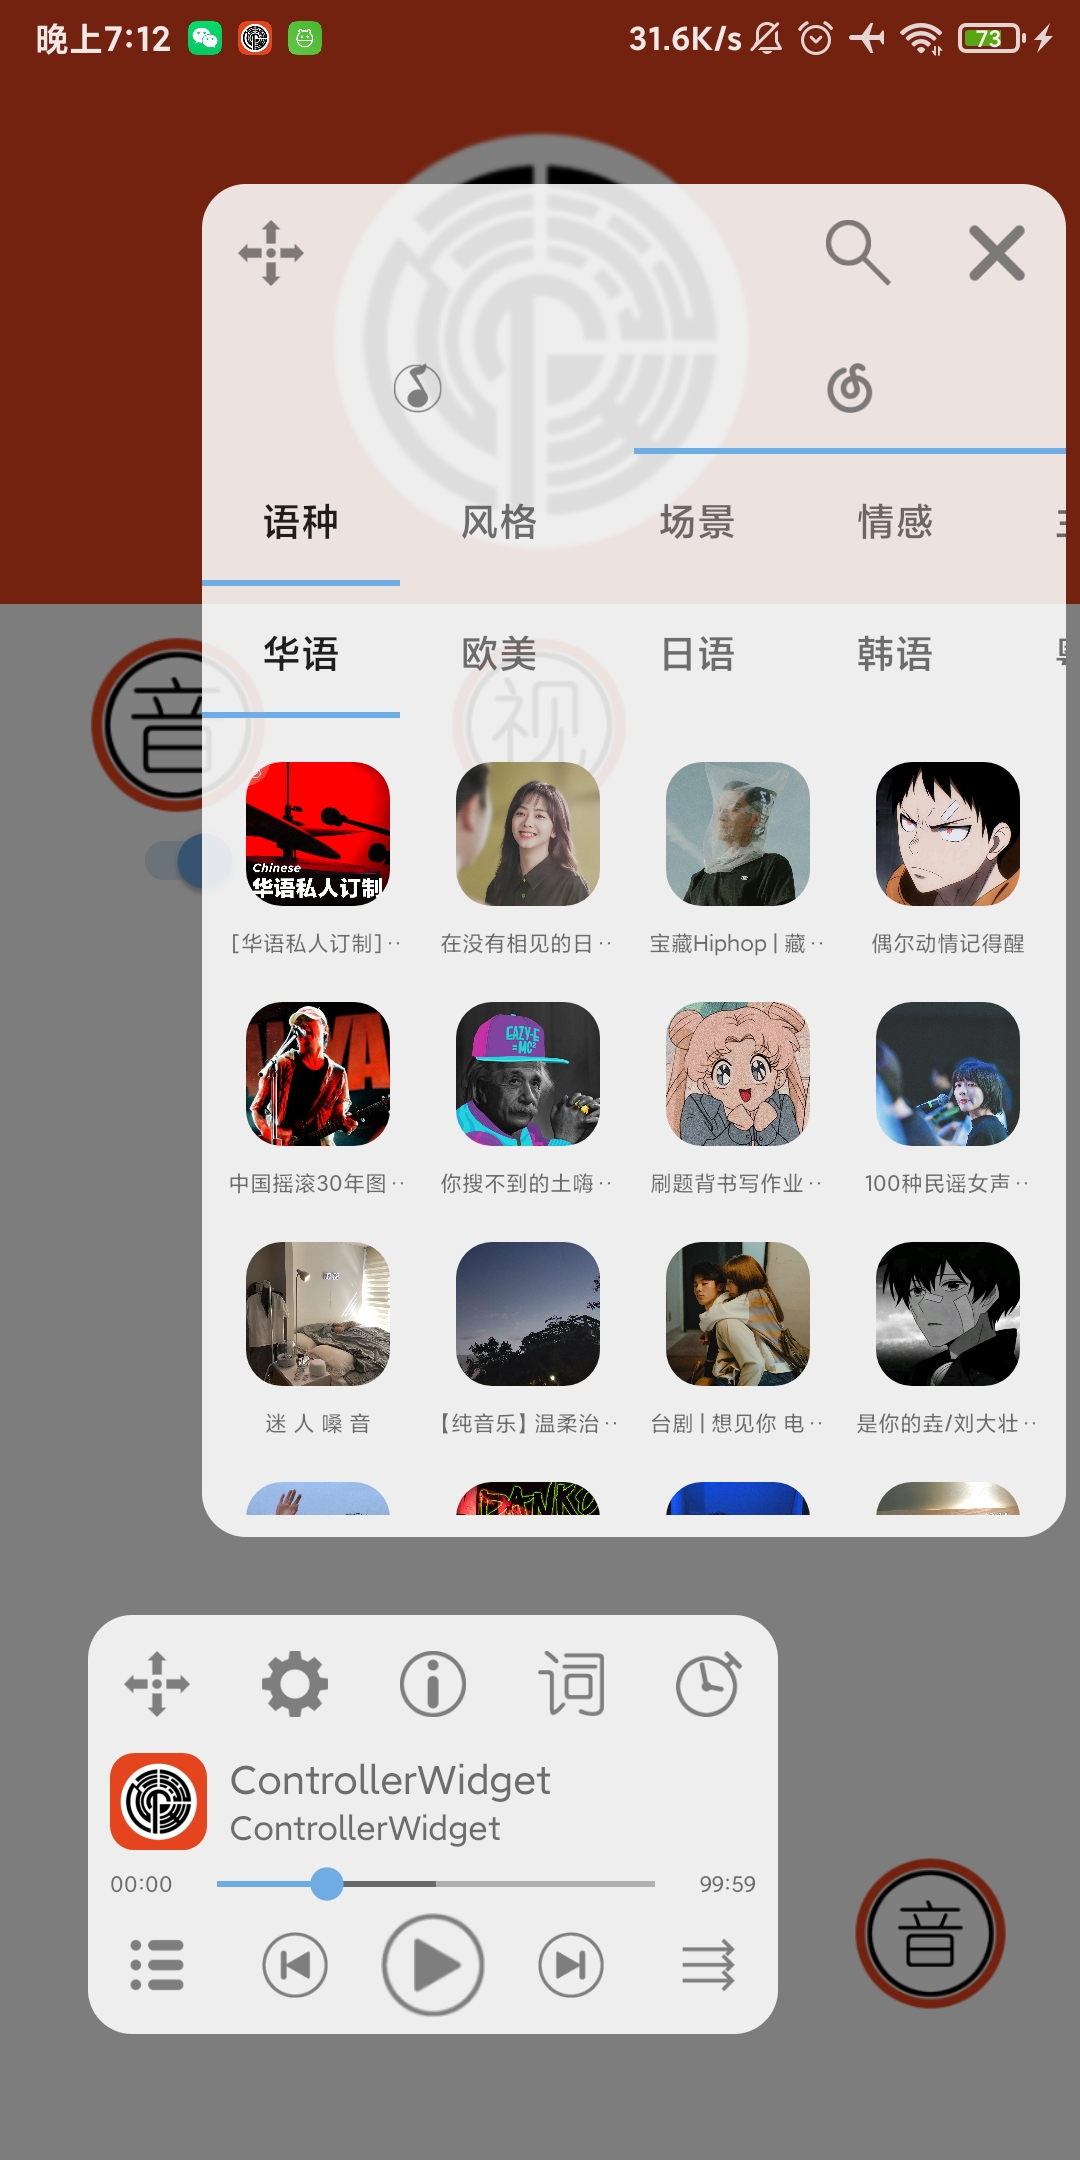 晚上7:12
31.6K/s
73
语种 风格 场景 情感
华语 欧美 日语 韩语
音
视
Chinese
华语私人订制
[华语私人订制]··
在没有相见的日··
宝藏Hiphop | 藏··
偶尔动情记得醒
EAZY-E
=MC²
中国摇滚30年图··
你搜不到的土嗨··
刷题背书写作业··
100种民谣女声··
迷 人 嗓 音
【纯音乐】温柔治··
台剧 | 想见你 电··
是你的垚/刘大壮··
词
ControllerWidget
ControllerWidget
00:00
99:59
音